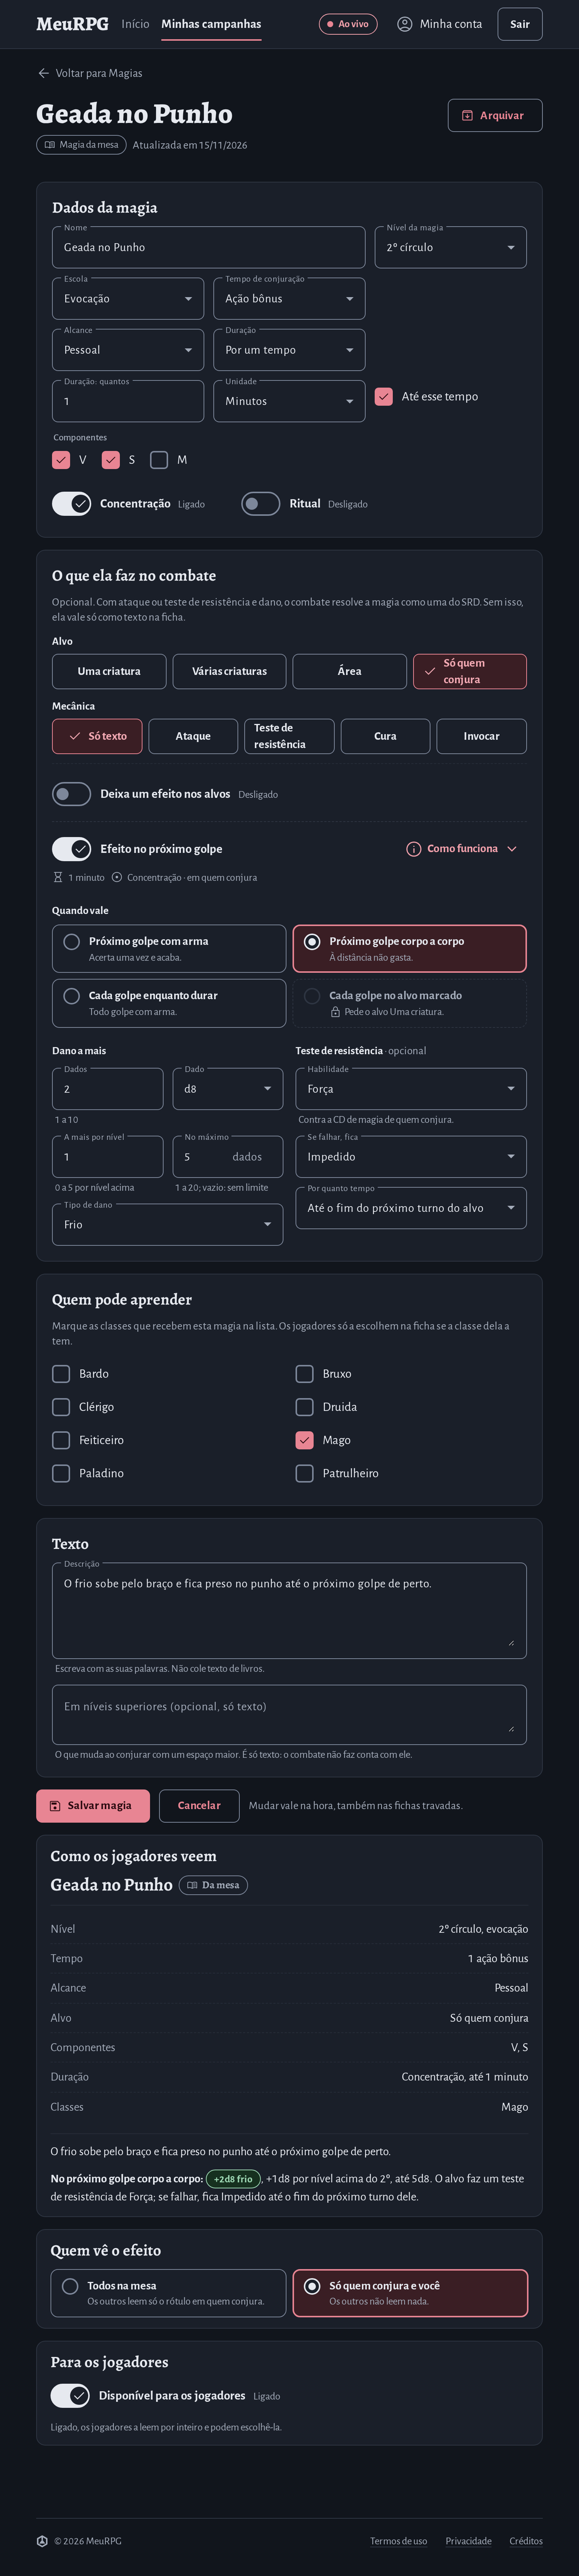 MeuRPG Início Minhas campanhas Ao vivo Minha conta Sair
Voltar para Magias
Geada no Punho
Arquivar
Magia da mesa Atualizada em 15/11/2026
Dados da magia
Nome
Geada no Punho
Nível da magia
2º círculo
Escola
Evocação
Tempo de conjuração
Ação bônus
Alcance
Pessoal
Duração
Por um tempo
Duração: quantos
1
Unidade
Minutos
Até esse tempo
Componentes
V S M
Concentração Ligado Ritual Desligado
O que ela faz no combate
Opcional. Com ataque ou teste de resistência e dano, o combate resolve a magia como uma do SRD. Sem isso,
ela vale só como texto na ficha.
Alvo
Uma criatura Várias criaturas Área Só quem
conjura
Mecânica
Só texto Ataque Teste de
resistência Cura Invocar
Deixa um efeito nos alvos Desligado
Efeito no próximo golpe
Como funciona
1 minuto Concentração · em quem conjura
Quando vale
Próximo golpe com arma
Acerta uma vez e acaba.
Próximo golpe corpo a corpo
À distância não gasta.
Cada golpe enquanto durar
Todo golpe com arma.
Cada golpe no alvo marcado
Pede o alvo Uma criatura.
Dano a mais
Dados
2
1 a 10
Dado
d8
A mais por nível
1
0 a 5 por nível acima
No máximo
5 dados
1 a 20; vazio: sem limite
Tipo de dano
Frio
Teste de resistência · opcional
Habilidade
Força
Contra a CD de magia de quem conjura.
Se falhar, fica
Impedido
Por quanto tempo
Até o fim do próximo turno do alvo
Quem pode aprender
Marque as classes que recebem esta magia na lista. Os jogadores só a escolhem na ficha se a classe dela a
tem.
Bardo Bruxo
Clérigo Druida
Feiticeiro Mago
Paladino Patrulheiro
Texto
Descrição
O frio sobe pelo braço e fica preso no punho até o próximo golpe de perto.
Escreva com as suas palavras. Não cole texto de livros.
Em níveis superiores (opcional, só texto)
O que muda ao conjurar com um espaço maior. É só texto: o combate não faz conta com ele.
Salvar magia Cancelar Mudar vale na hora, também nas fichas travadas.
Como os jogadores veem
Geada no Punho Da mesa
Nível 2º círculo, evocação
Tempo 1 ação bônus
Alcance Pessoal
Alvo Só quem conjura
Componentes V, S
Duração Concentração, até 1 minuto
Classes Mago
O frio sobe pelo braço e fica preso no punho até o próximo golpe de perto.
No próximo golpe corpo a corpo: +2d8 frio, +1d8 por nível acima do 2º, até 5d8. O alvo faz um teste
de resistência de Força; se falhar, fica Impedido até o fim do próximo turno dele.
Quem vê o efeito
Todos na mesa
Os outros leem só o rótulo em quem conjura.
Só quem conjura e você
Os outros não leem nada.
Para os jogadores
Disponível para os jogadores Ligado
Ligado, os jogadores a leem por inteiro e podem escolhê-la.
© 2026 MeuRPG Termos de uso Privacidade Créditos